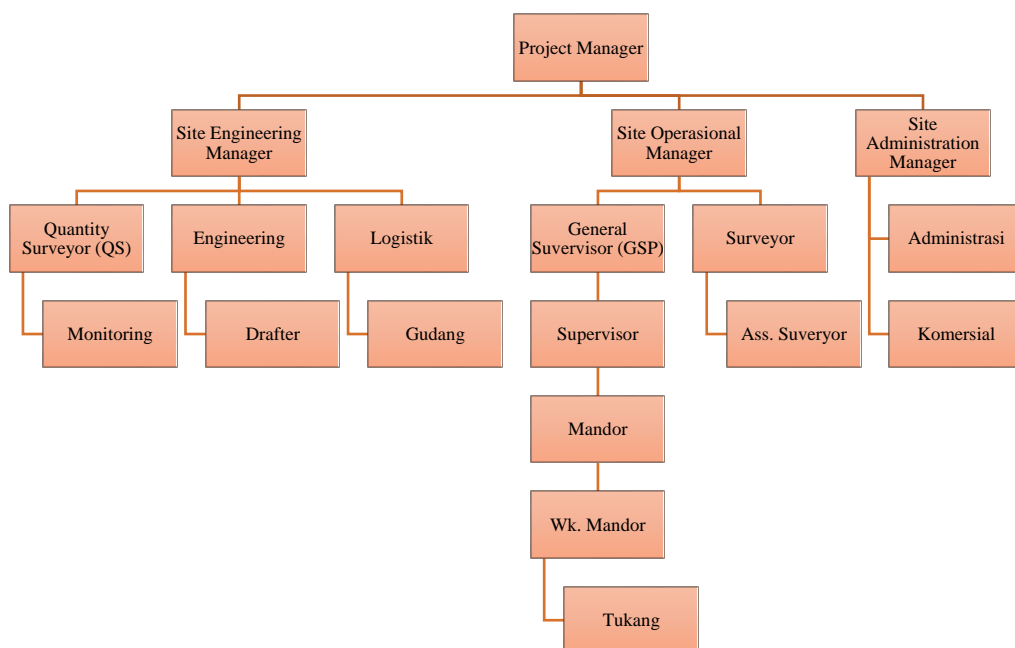 Project Manager
Site Engineering
Manager
Site Operasional
Manager
Site
Administration
Manager
Quantity
Surveyor (QS)
Engineering
Logistik
General
Suvervisor (GSP)
Surveyor
Administrasi
Monitoring
Drafter
Gudang
Supervisor
Ass. Suveryor
Komersial
Mandor
Wk. Mandor
Tukang